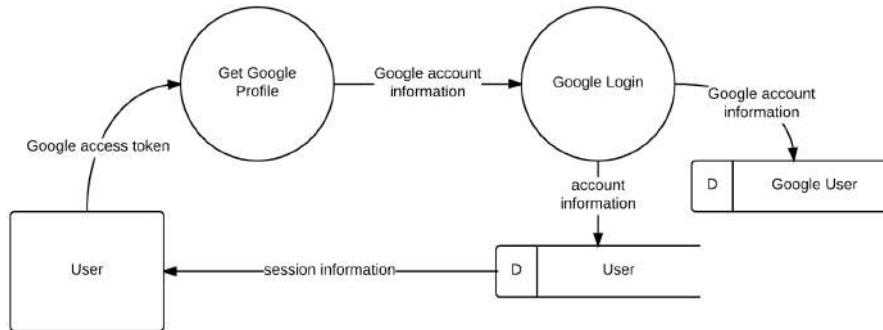 Get Google
Profile
Google account
information
Google Login
Google account
information
Google access token
D
Google User
account
information
User
session information
D
User